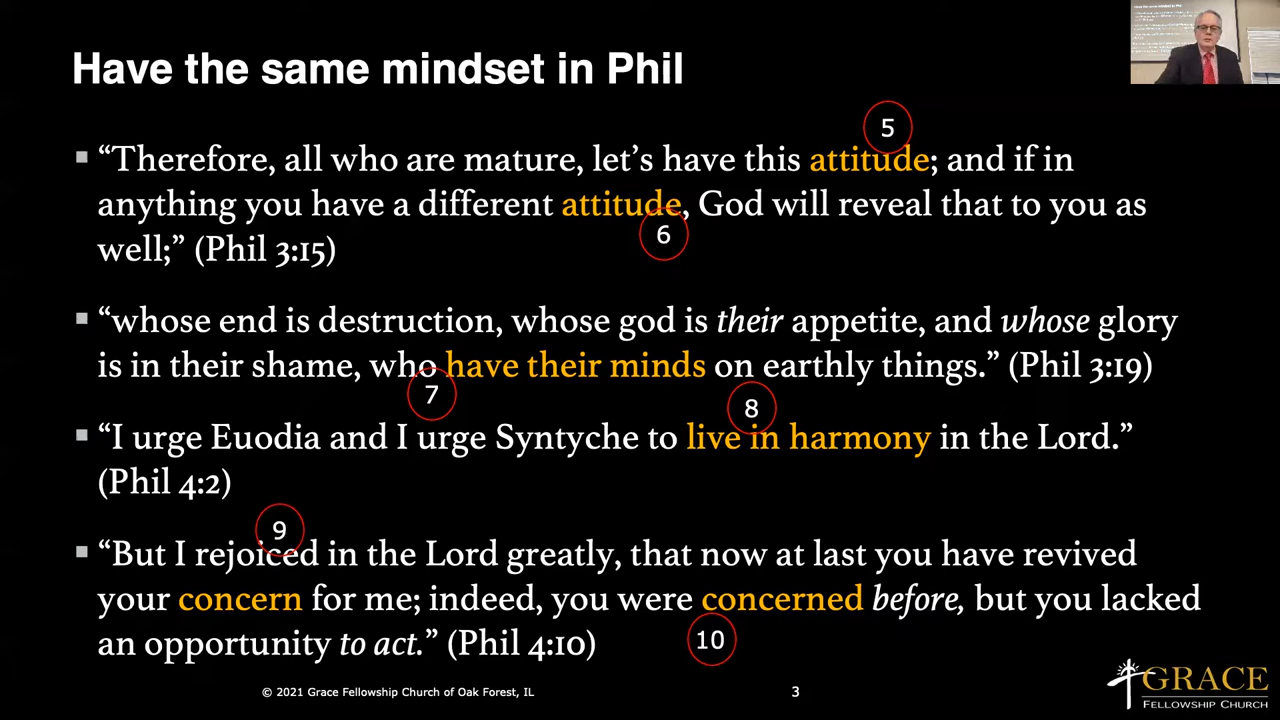 Have the same mindset in Phil
5
▪ “Therefore, all who are mature, let’s have this attitude; and if in
anything you have a different attitude, God will reveal that to you as
6
well;” (Phil 3:15)
▪ “whose end is destruction, whose god is their appetite, and whose glory
is in their shame, who have their minds on earthly things.” (Phil 3:19)
7
8
▪ “I urge Euodia and I urge Syntyche to live in harmony in the Lord.”
(Phil 4:2)
9
▪ “But I rejoiced in the Lord greatly, that now at last you have revived
your concern for me; indeed, you were concerned before, but you lacked
an opportunity to act.” (Phil 4:10)
10
© 2021 Grace Fellowship Church of Oak Forest, IL
3
GRACE
FELLOWSHIP CHURCH